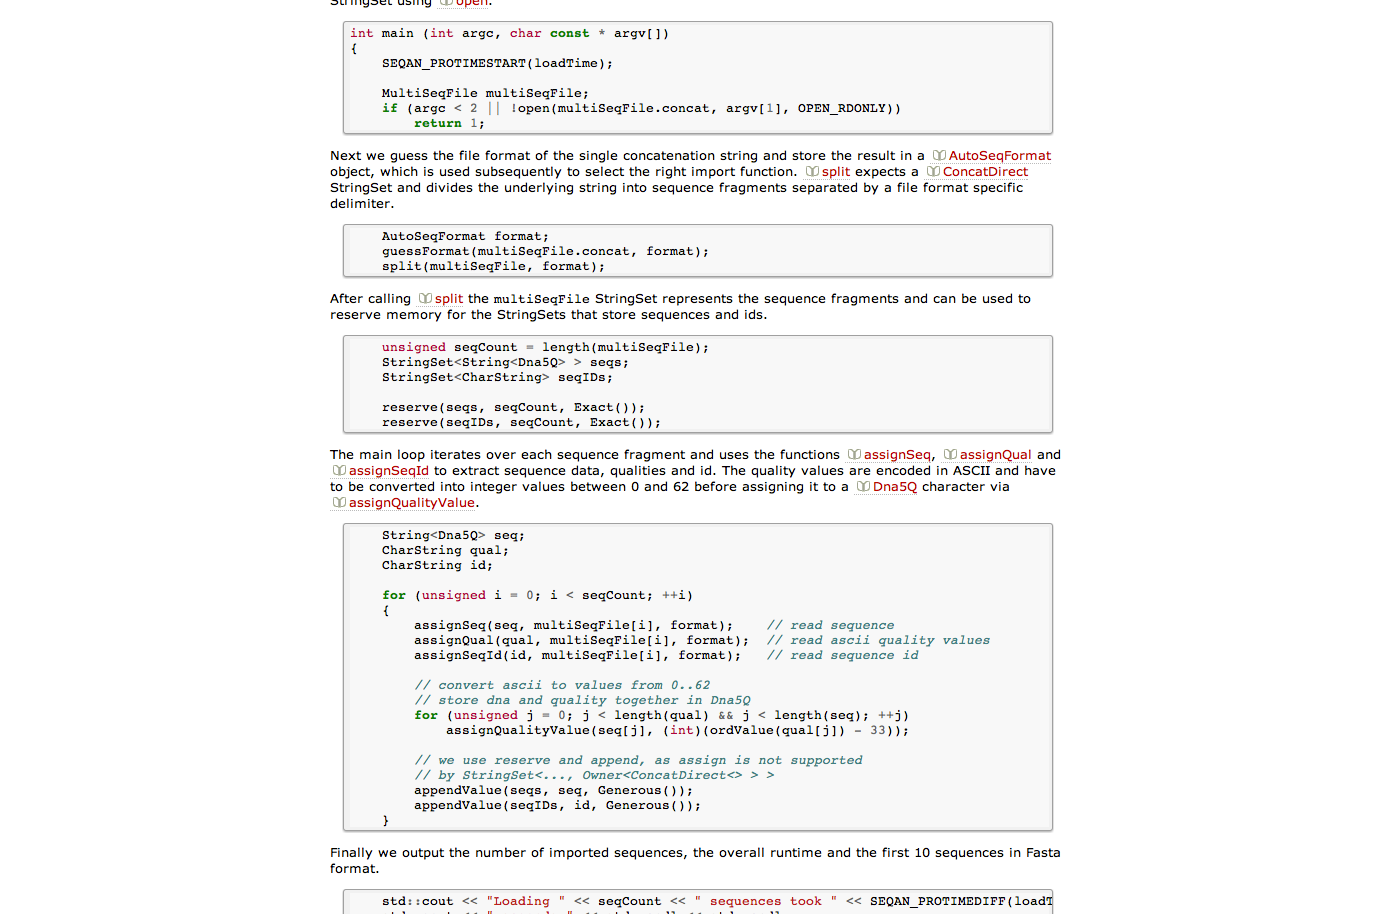 StringSet using open.
int main (int argc, char const * argv[])
{
SEQAN_PROTIMESTART(loadTime);
MultiSeqFile multiSeqFile;
if (argc < 2 || !open(multiSeqFile.concat, argv[1], OPEN_RDONLY))
return 1;
Next we guess the file format of the single concatenation string and store the result in a AutoSeqFormat
object, which is used subsequently to select the right import function. split expects a ConcatDirect
StringSet and divides the underlying string into sequence fragments separated by a file format specific
delimiter.
AutoSeqFormat format;
guessFormat(multiSeqFile.concat, format);
split(multiSeqFile, format);
After calling split the multiSeqFile StringSet represents the sequence fragments and can be used to
reserve memory for the StringSets that store sequences and ids.
unsigned seqCount = length(multiSeqFile);
StringSet<String<Dna5Q> > seqs;
StringSet<CharString> seqIDs;
reserve(seqs, seqCount, Exact());
reserve(seqIDs, seqCount, Exact());
The main loop iterates over each sequence fragment and uses the functions assignSeq, assignQual and
assignSeqId to extract sequence data, qualities and id. The quality values are encoded in ASCII and have
to be converted into integer values between 0 and 62 before assigning it to a Dna5Q character via
assignQualityValue.
String<Dna5Q> seq;
CharString qual;
CharString id;
for (unsigned i = 0; i < seqCount; ++i)
{
assignSeq(seq, multiSeqFile[i], format); // read sequence
assignQual(qual, multiSeqFile[i], format); // read ascii quality values
assignSeqId(id, multiSeqFile[i], format); // read sequence id
// convert ascii to values from 0..62
// store dna and quality together in Dna5Q
for (unsigned j = 0; j < length(qual) && j < length(seq); ++j)
assignQualityValue(seq[j], (int)(ordValue(qual[j]) - 33));
// we use reserve and append, as assign is not supported
// by StringSet<..., Owner<ConcatDirect<> > >
appendValue(seqs, seq, Generous());
appendValue(seqIDs, id, Generous());
}
Finally we output the number of imported sequences, the overall runtime and the first 10 sequences in Fasta
format.
std::cout << "Loading " << seqCount << " sequences took " << SEQAN_PROTIMEDIFF(loadT